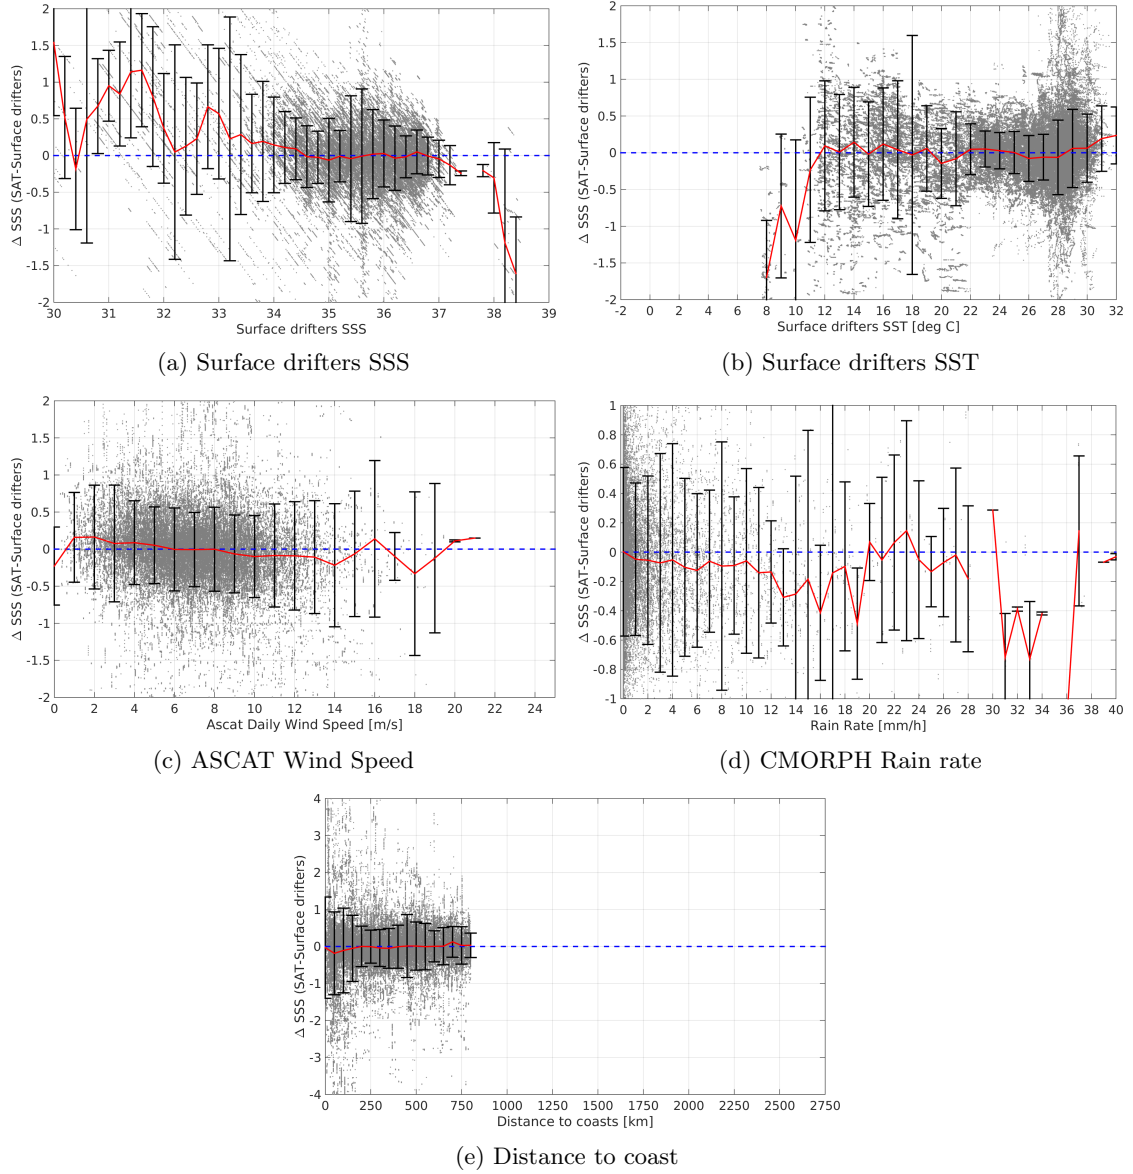 2
1.5
1
0.5
0
-0.5
-1
-1.5
-2
Δ SSS (SAT-Surface drifters)
30 31 32 33 34 35 36 37 38 39
Surface drifters SSS
(a) Surface drifters SSS
2
1.5
1
0.5
0
-0.5
-1
-1.5
-2
Δ SSS (SAT-Surface drifters)
-2 0 2 4 6 8 10 12 14 16 18 20 22 24 26 28 30 32
Surface drifters SST [deg C]
(b) Surface drifters SST
2
1.5
1
0.5
0
-0.5
-1
-1.5
-2
Δ SSS (SAT-Surface drifters)
0 2 4 6 8 10 12 14 16 18 20 22 24
Ascat Daily Wind Speed [m/s]
(c) ASCAT Wind Speed
1
0.8
0.6
0.4
0.2
0
-0.2
-0.4
-0.6
-0.8
-1
Δ SSS (SAT-Surface drifters)
0 2 4 6 8 10 12 14 16 18 20 22 24 26 28 30 32 34 36 38 40
Rain Rate [mm/h]
(d) CMORPH Rain rate
4
3
2
1
0
-1
-2
-3
-4
Δ SSS (SAT-Surface drifters)
0 250 500 750 1000 1250 1500 1750 2000 2250 2500 2750
Distance to coasts [km]
(e) Distance to coast